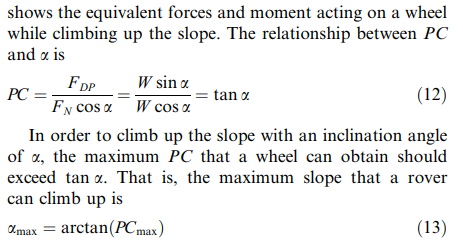 shows the equivalent forces and moment acting on a wheel
while climbing up the slope. The relationship between PC
and α is
PC = F_DP / (F_N cos α) = (W sin α) / (W cos α) = tan α (12)
In order to climb up the slope with an inclination angle
of α, the maximum PC that a wheel can obtain should
exceed tan α. That is, the maximum slope that a rover
can climb up is
α_max = arctan(PC_max) (13)